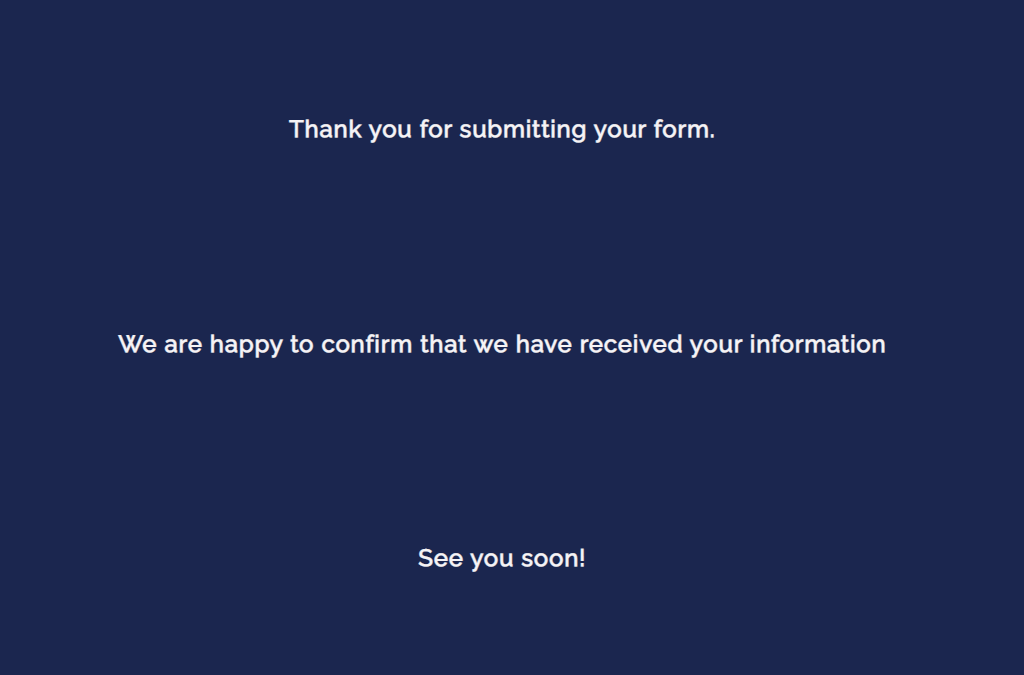 Thank you for submitting your form.
We are happy to confirm that we have received your information
See you soon!